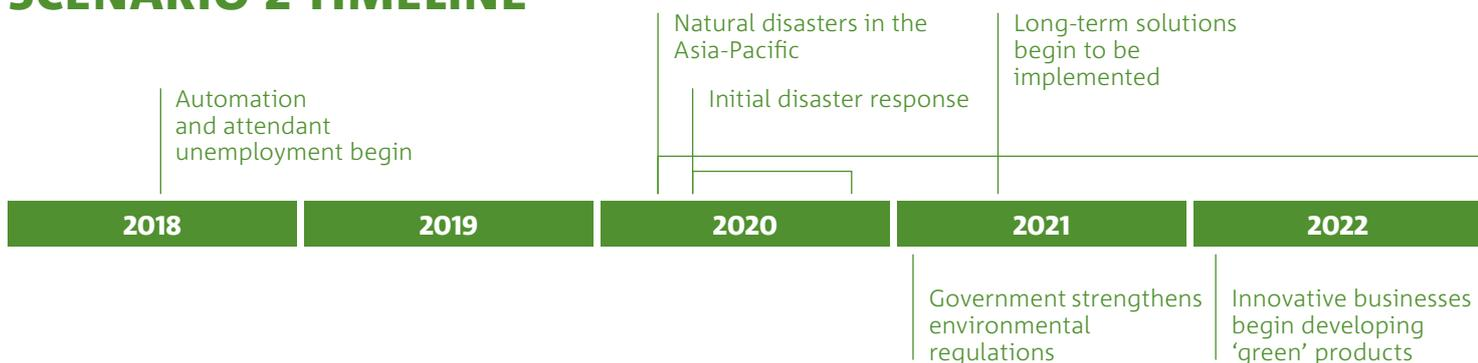 SCENARIO 2 TIMELINE
Natural disasters in the
Asia-Pacific
Long-term solutions
begin to be
implemented
Automation
and attendant
unemployment begin
Initial disaster response
2018
2019
2020
2021
2022
Government strengthens
environmental
regulations
Innovative businesses
begin developing
‘green’ products